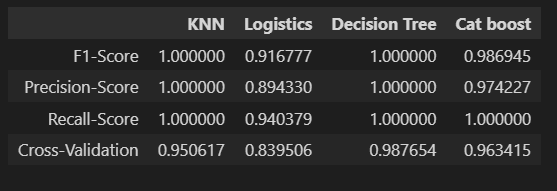 KNN Logistics Decision Tree Cat boost
F1-Score 1.000000 0.916777 1.000000 0.986945
Precision-Score 1.000000 0.894330 1.000000 0.974227
Recall-Score 1.000000 0.940379 1.000000 1.000000
Cross-Validation 0.950617 0.839506 0.987654 0.963415